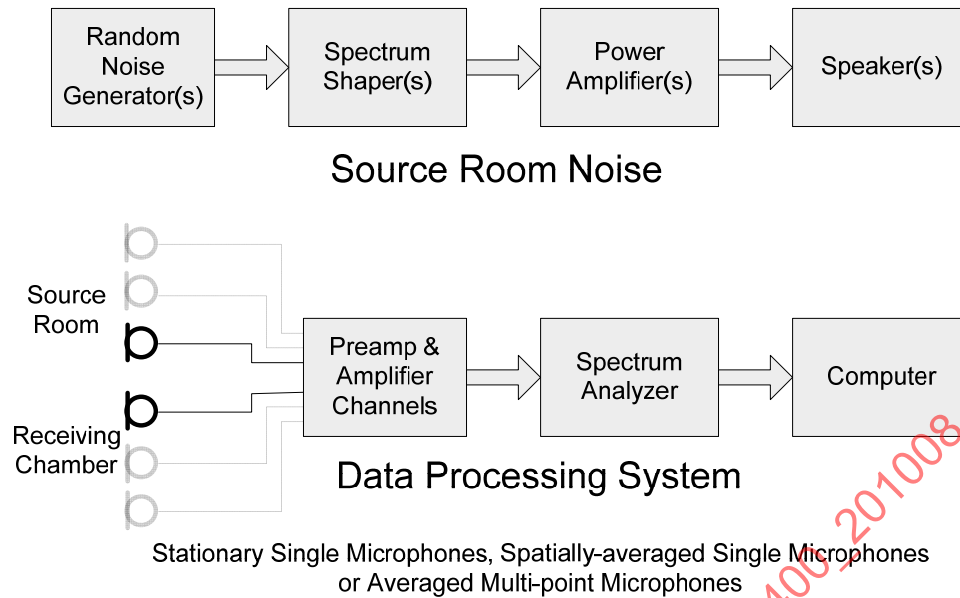 Random
Noise
Generator(s)
Spectrum
Shaper(s)
Power
Amplifier(s)
Speaker(s)
Source Room Noise
Source
Room
Receiving
Chamber
Preamp &
Amplifier
Channels
Spectrum
Analyzer
Computer
Data Processing System
Stationary Single Microphones, Spatially-averaged Single Microphones
or Averaged Multi-point Microphones
400_201008